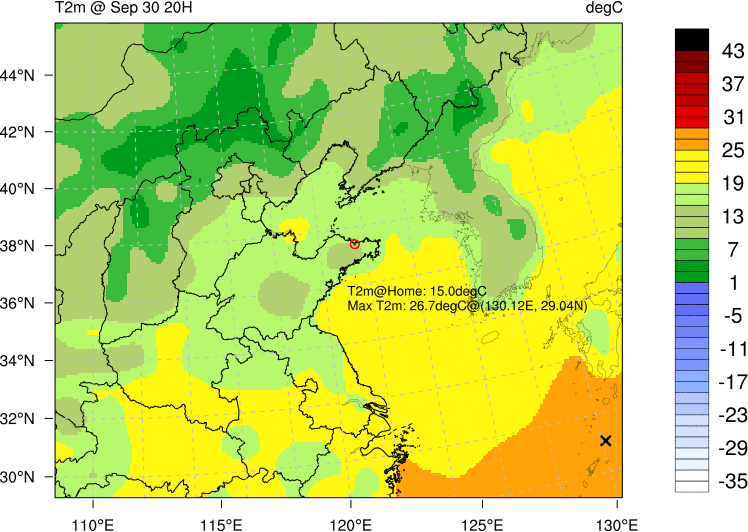 T2m @ Sep 30 20H
degC
44°N
42°N
40°N
38°N
36°N
34°N
32°N
30°N
T2m@Home: 15.0degC
Max T2m: 26.7degC@(130.12E, 29.04N)
110°E
115°E
120°E
125°E
130°E
43
37
31
25
19
13
7
1
-5
-11
-17
-23
-29
-35